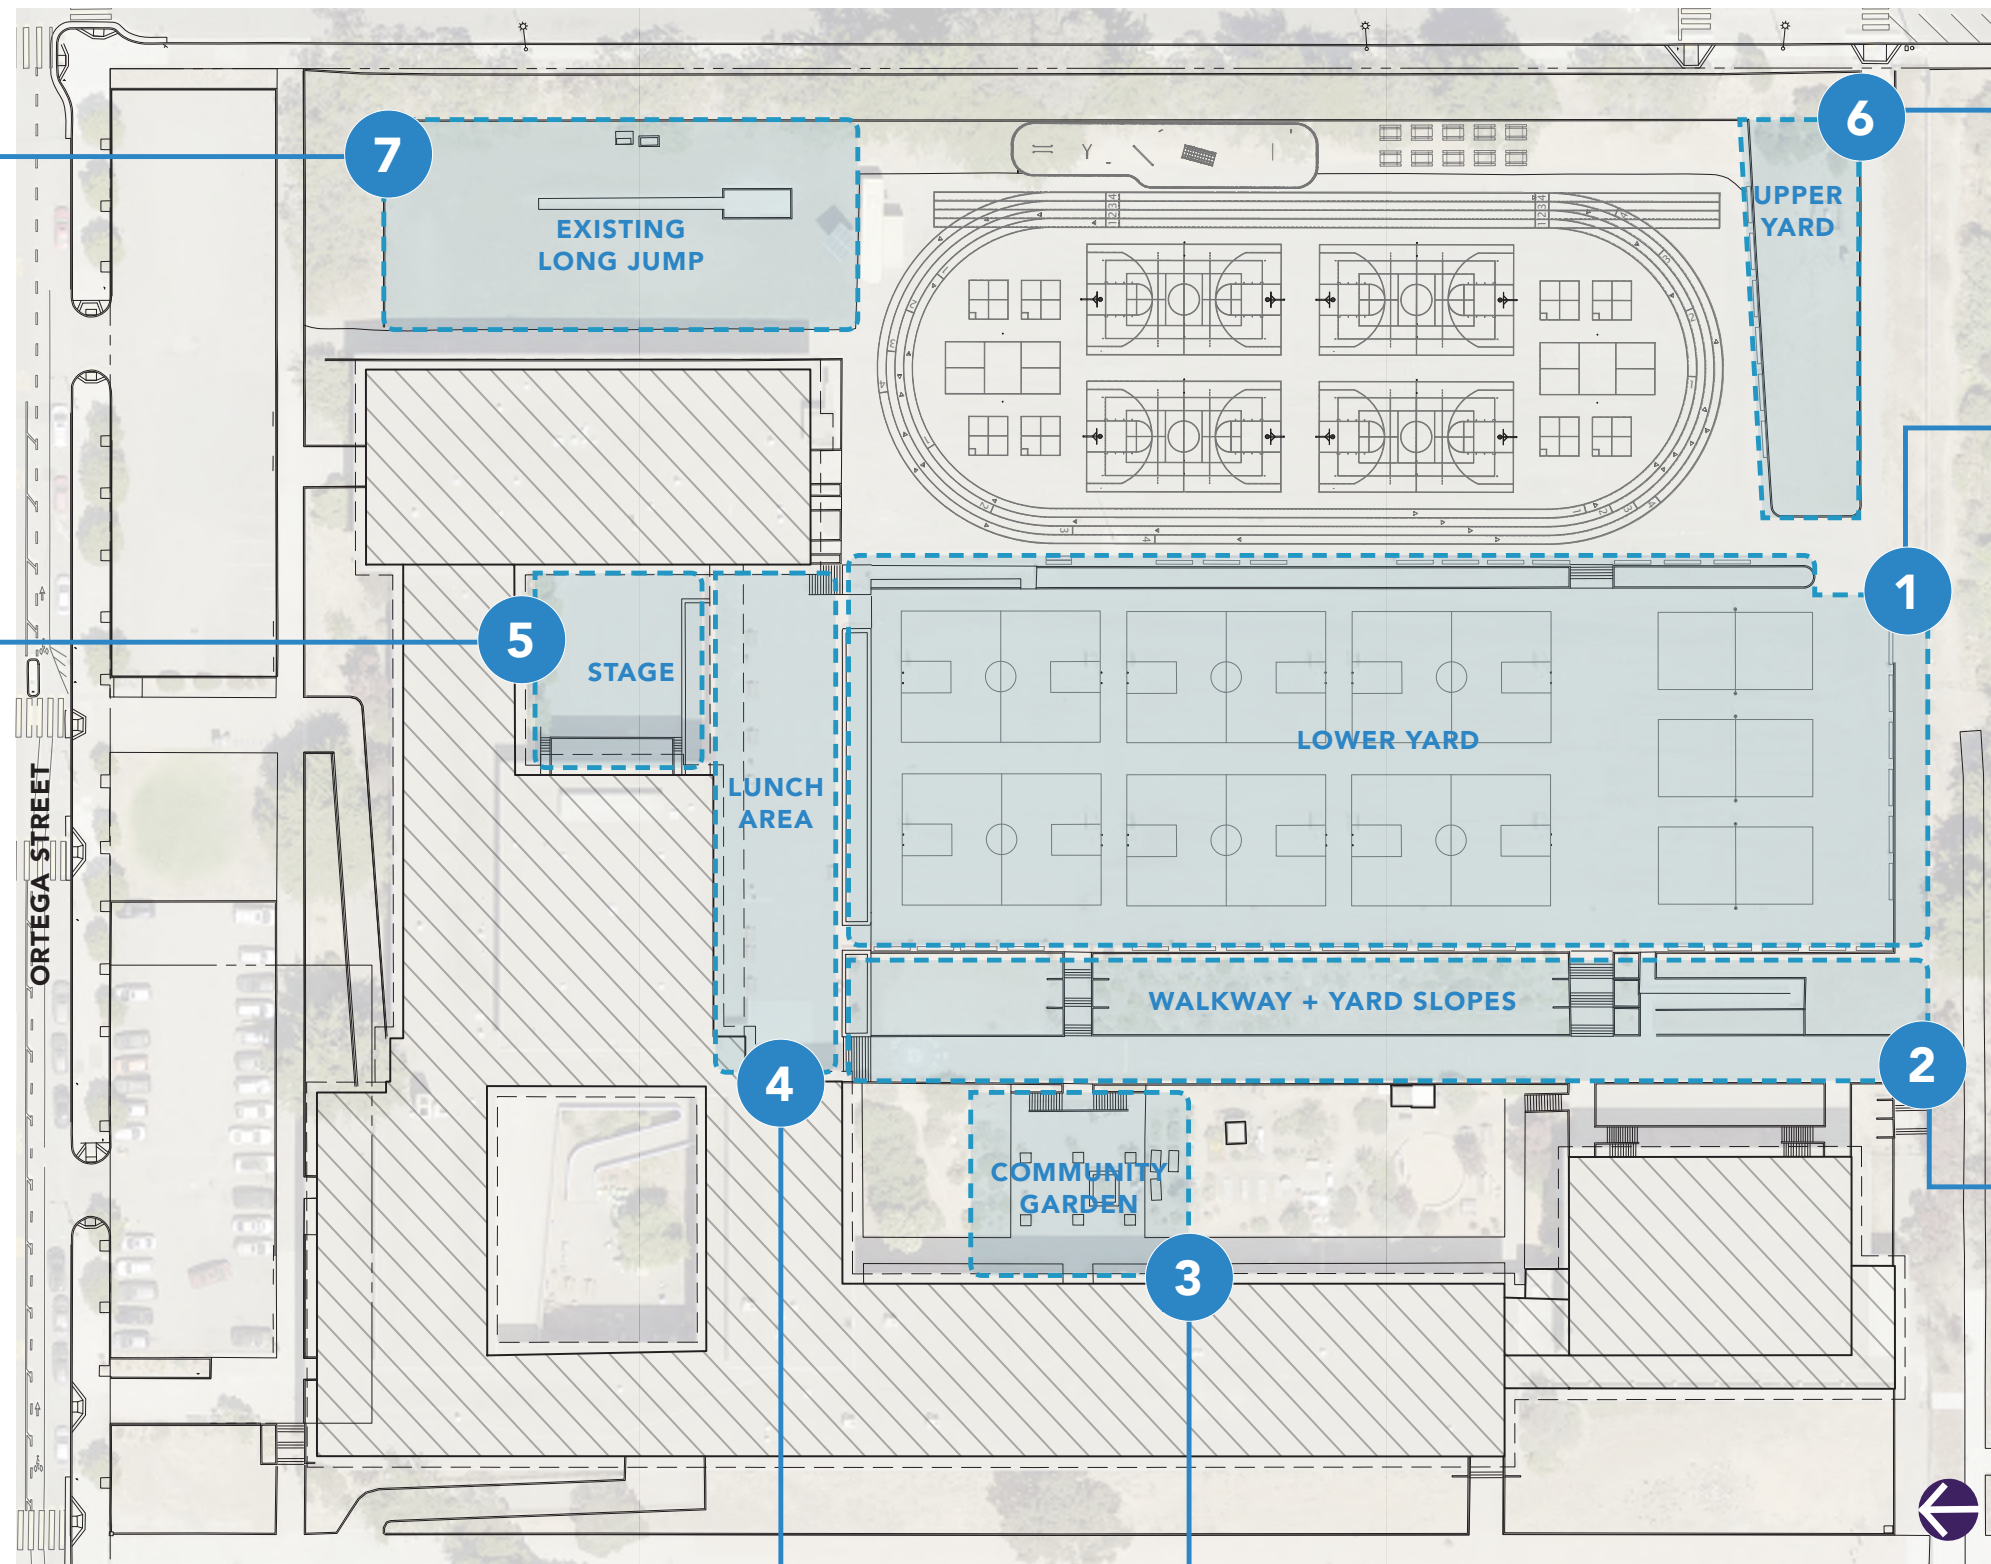 7
6
EXISTING
LONG JUMP
UPPER
YARD
1
5
STAGE
LOWER YARD
LUNCH
AREA
ORTEGA STREET
WALKWAY + YARD SLOPES
2
4
COMMUNITY
GARDEN
3